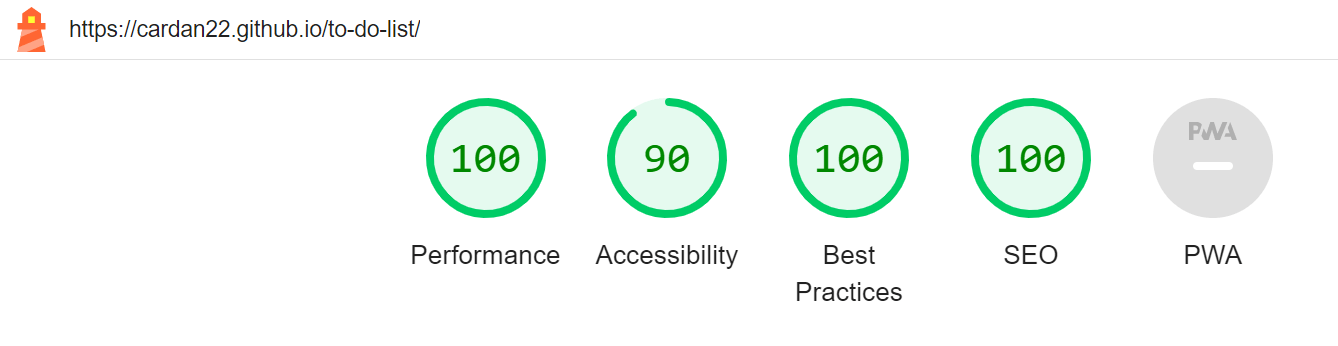 https://cardan22.github.io/to-do-list/
100
90
100
100
PWA
Performance
Accessibility
Best
Practices
SEO
PWA